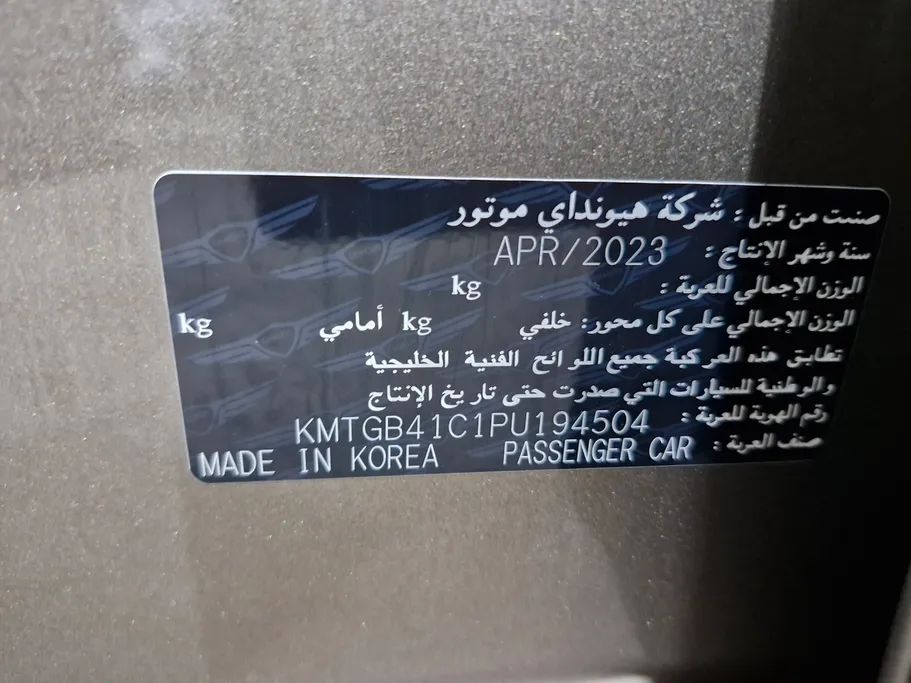 صنعت من قبل : شركة هيونداي موتور
سنة وشهر الإنتاج : APR/2023
الوزن الإجمالي للعربة : kg
الوزن الإجمالي على كل محور: خلفي kg أمامي kg
تطابق هذه المركبة جميع اللرائح الفنية الخليجية
والرطنية للسيارات التي صدرت حتى تاريخ الإنتاج
رقم الهوية للعربة : KMTGB41C1PU194504
صنف العربة : PASSENGER CAR MADE IN KOREA